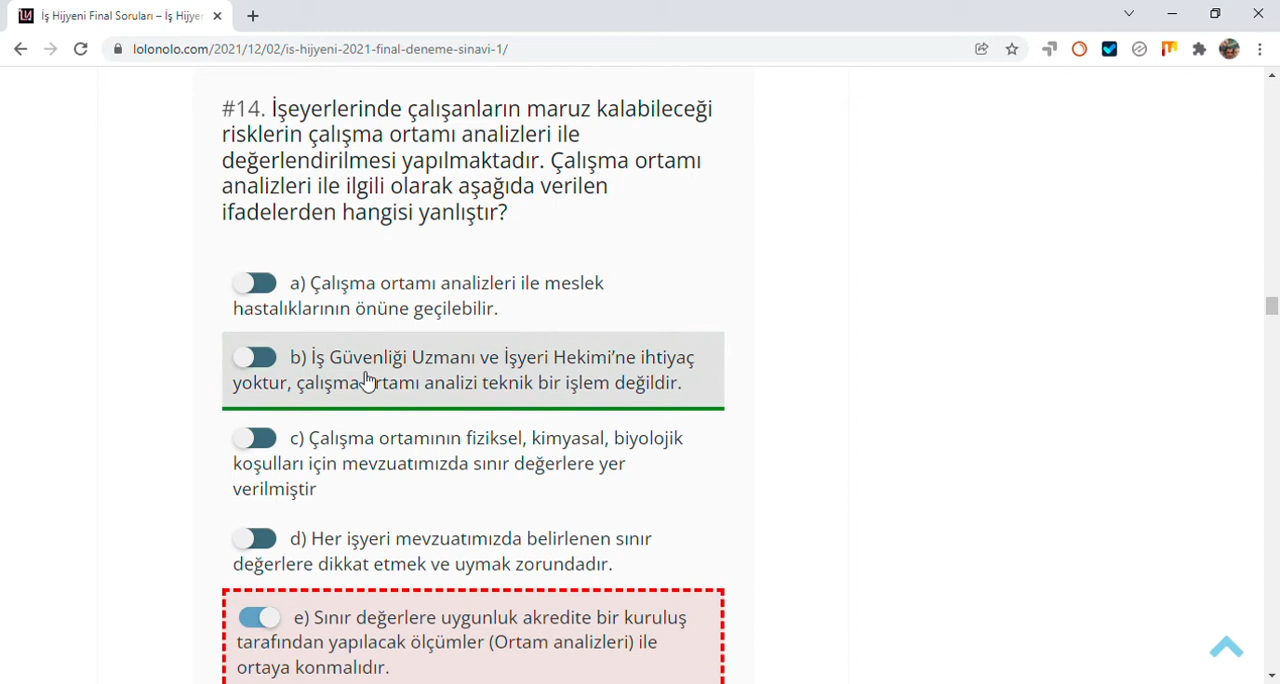 İş Hijyeni Final Soruları – İş Hijye
lolonolo.com/2021/12/02/is-hijyeni-2021-final-deneme-sinavi-1/
#14. İşeyerlerinde çalışanların maruz kalabileceği
risklerin çalışma ortamı analizleri ile
değerlendirilmesi yapılmaktadır. Çalışma ortamı
analizleri ile ilgili olarak aşağıda verilen
ifadelerden hangisi yanlıştır?
a) Çalışma ortamı analizleri ile meslek
hastalıklarının önüne geçilebilir.
b) İş Güvenliği Uzmanı ve İşyeri Hekimi’ne ihtiyaç
yoktur, çalışma ortamı analizi teknik bir işlem değildir.
c) Çalışma ortamının fiziksel, kimyasal, biyolojik
koşulları için mevzuatımızda sınır değerlere yer
verilmiştir
d) Her işyeri mevzuatımızda belirlenen sınır
değerlere dikkat etmek ve uymak zorundadır.
e) Sınır değerlere uygunluk akredite bir kuruluş
tarafından yapılacak ölçümler (Ortam analizleri) ile
ortaya konmalıdır.